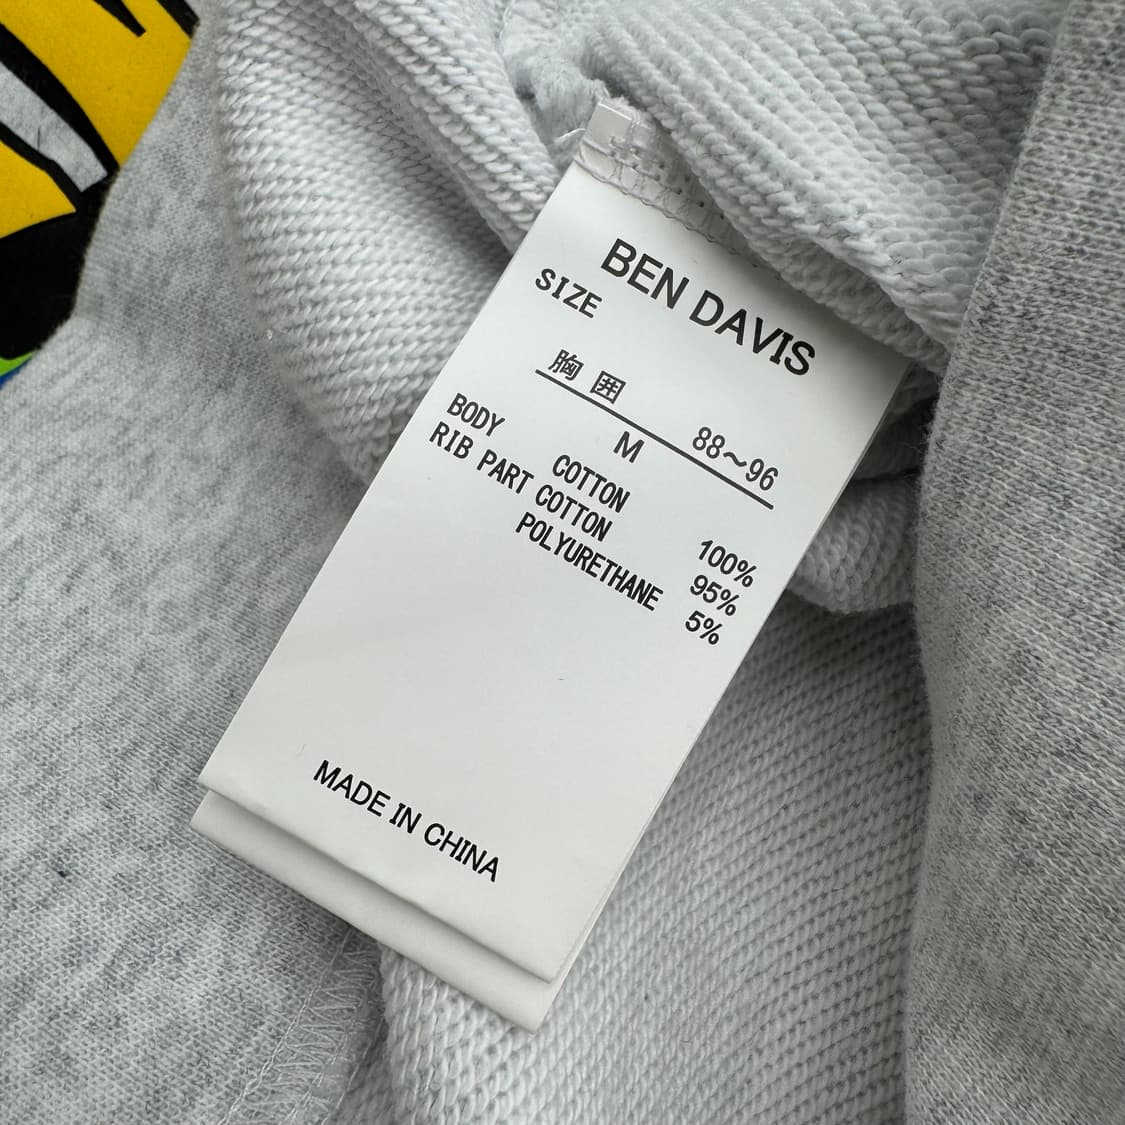 BEN DAVIS
SIZE
胸囲 88~96
M
BODY COTTON 100%
RIB PART COTTON 95%
POLYURETHANE 5%
MADE IN CHINA